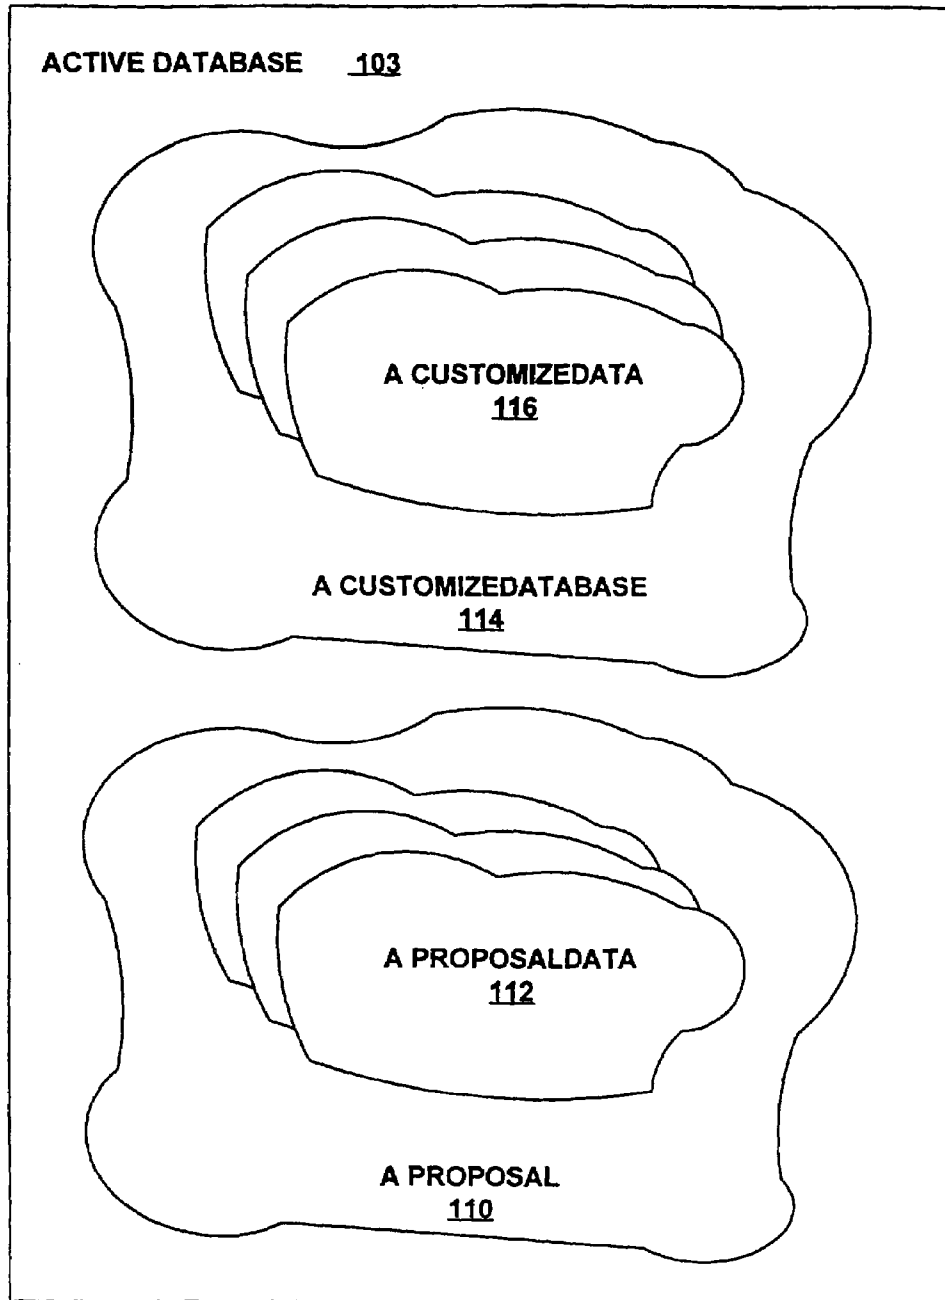 ACTIVE DATABASE 103
A CUSTOMIZEDATA
116
A CUSTOMIZEDATABASE
114
A PROPOSALDATA
112
A PROPOSAL
110